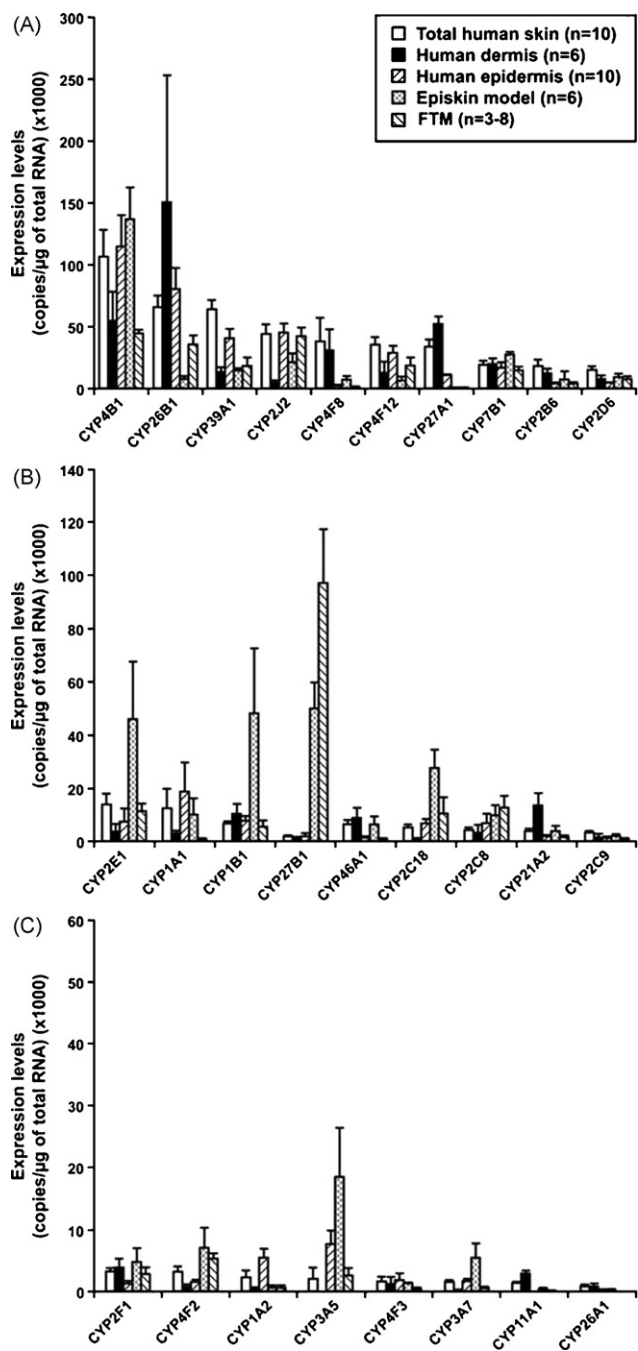 (A)
Expression levels
(copies/µg of total RNA) (x1000)
300
250
200
150
100
50
0
Total human skin (n=10)
Human dermis (n=6)
Human epidermis (n=10)
Episkin model (n=6)
FTM (n=3-8)
CYP4B1
CYP26B1
CYP39A1
CYP2J2
CYP4F8
CYP4F12
CYP27A1
CYP7B1
CYP2B6
CYP2D6
(B)
Expression levels
(copies/µg of total RNA) (x1000)
140
120
100
80
60
40
20
0
CYP2E1
CYP1A1
CYP1B1
CYP27B1
CYP46A1
CYP2C18
CYP2C8
CYP21A2
CYP2C9
(C)
Expression levels
(copies/µg of total RNA) (x1000)
60
50
40
30
20
10
0
CYP2F1
CYP4F2
CYP1A2
CYP3A5
CYP4F3
CYP3A7
CYP11A1
CYP26A1